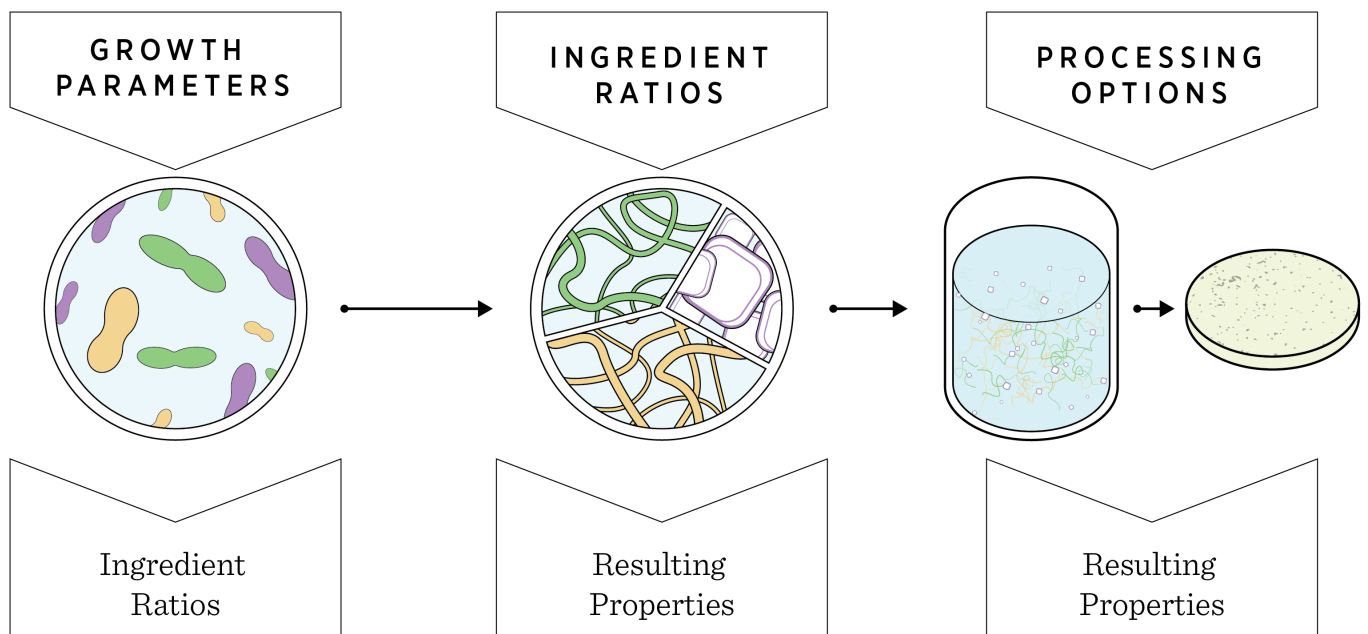 GROWTH
PARAMETERS
INGREDIENT
RATIOS
PROCESSING
OPTIONS
Ingredient
Ratios
Resulting
Properties
Resulting
Properties